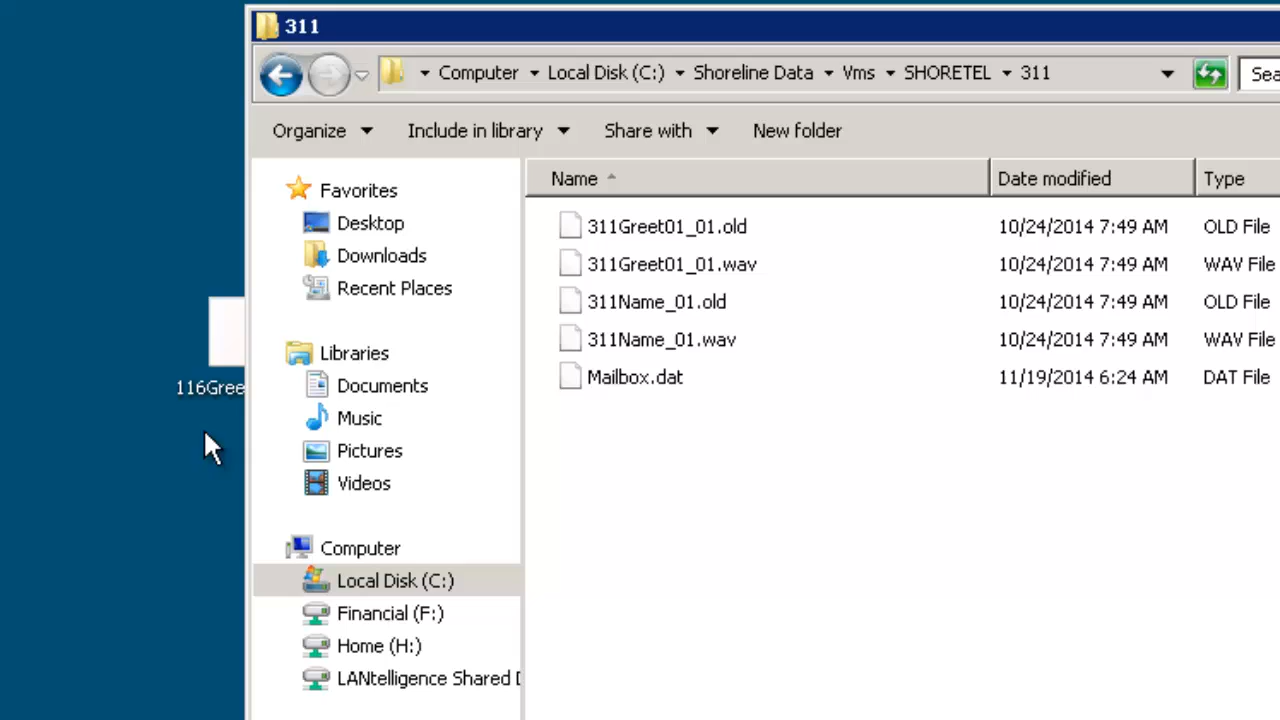 311
Computer Local Disk (C:) Shoreline Data Vms SHORETEL 311 Sea
Organize Include in library Share with New folder
Name Date modified Type
Favorites
Desktop
Downloads
Recent Places
Libraries
Documents
Music
Pictures
Videos
Computer
Local Disk (C:)
Financial (F:)
Home (H:)
LANtelligence Shared D
311Greet01_01.old 10/24/2014 7:49 AM OLD File
311Greet01_01.wav 10/24/2014 7:49 AM WAV File
311Name_01.old 10/24/2014 7:49 AM OLD File
311Name_01.wav 10/24/2014 7:49 AM WAV File
Mailbox.dat 11/19/2014 6:24 AM DAT File
116Gree